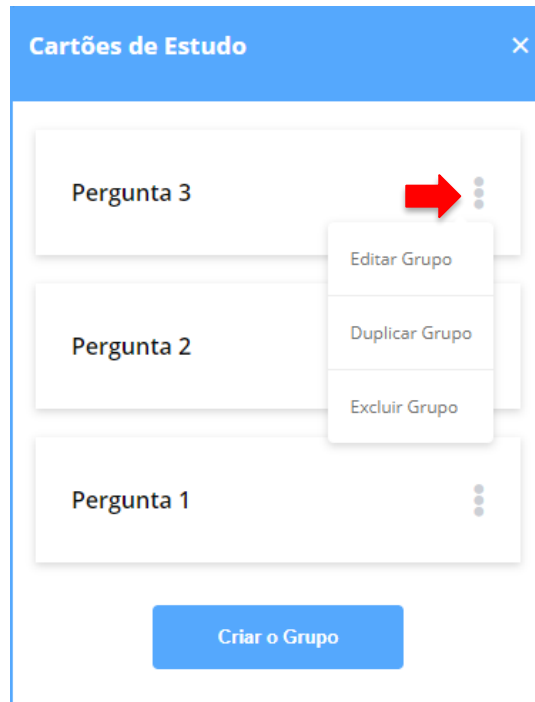 Cartões de Estudo
Pergunta 3
Editar Grupo
Duplicar Grupo
Excluir Grupo
Pergunta 2
Pergunta 1
Criar o Grupo